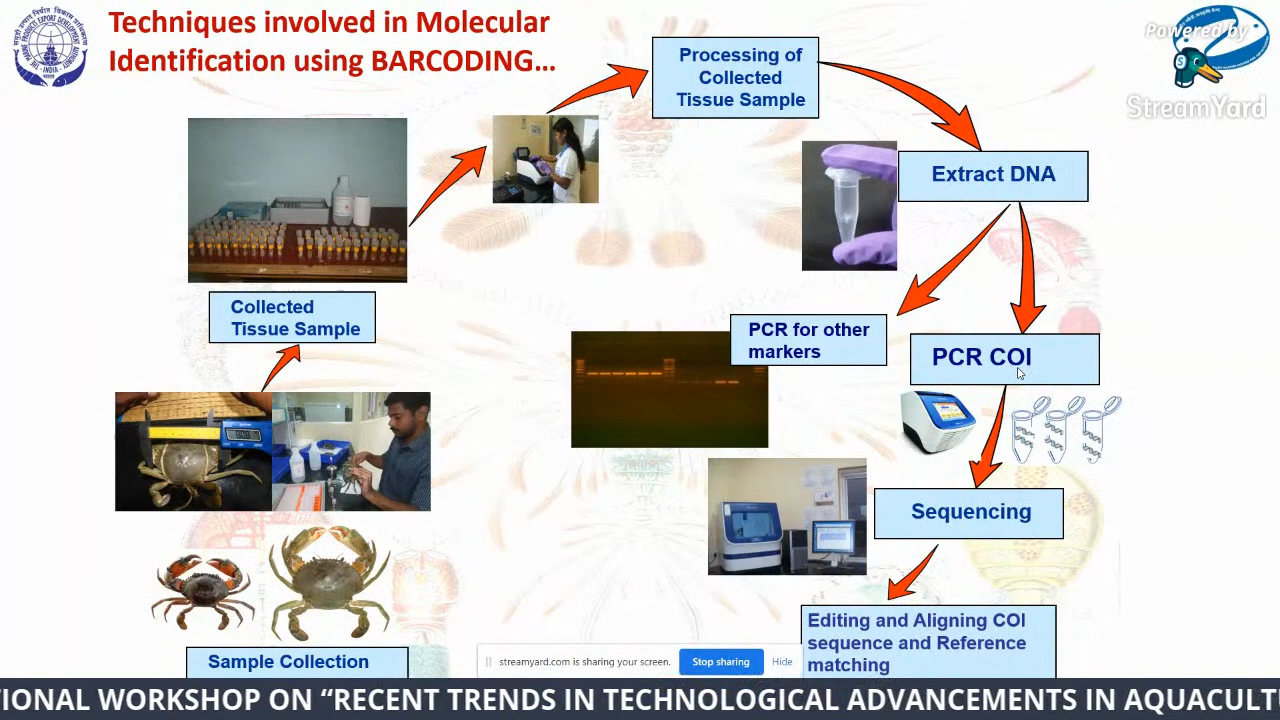 Techniques involved in Molecular
Identification using BARCODING...
Powered by
StreamYard
Processing of
Collected
Tissue Sample
Extract DNA
Collected
Tissue Sample
PCR for other
markers
PCR COI
Sequencing
Sample Collection
Editing and Aligning COI
sequence and Reference
matching
streamyard.com is sharing your screen.
Stop sharing
Hide
TIONAL WORKSHOP ON “RECENT TRENDS IN TECHNOLOGICAL ADVANCEMENTS IN AQUACULT